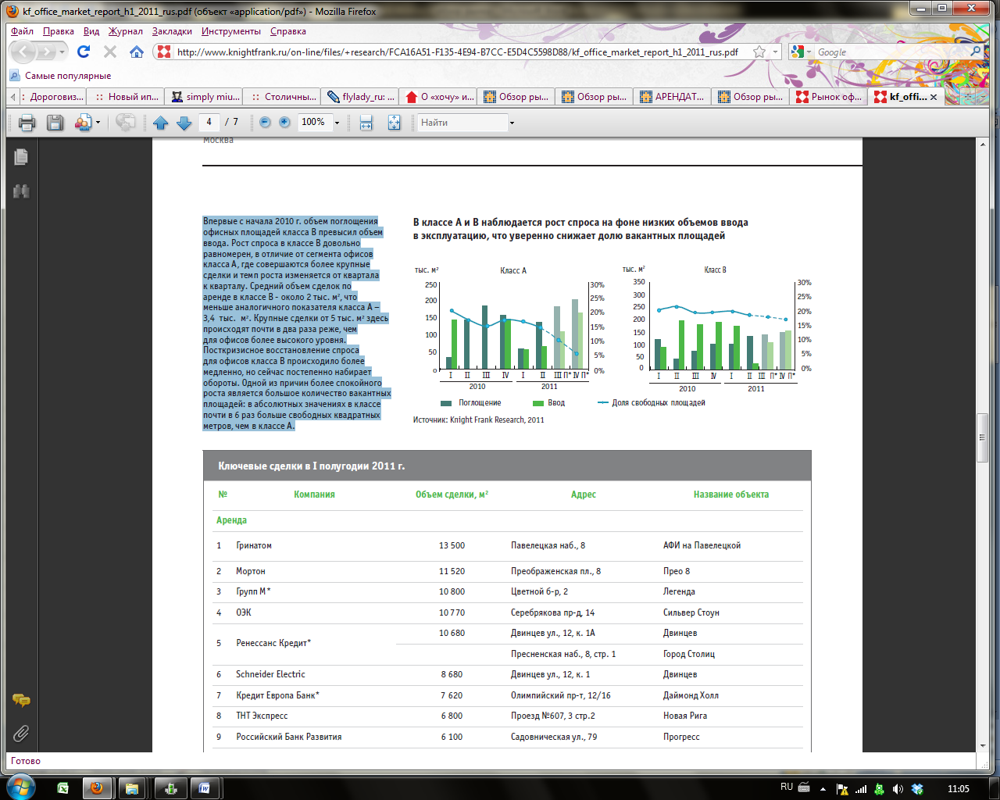 kf_office_market_report_h1_2011_rus.pdf (объект «application/pdf») - Mozilla Firefox
Файл Правка Вид Журнал Закладки Инструменты Справка
http://www.knightfrank.ru/on-line/files/+research/FCA16A51-F135-4E94-B7CC-E5D4C5598D88/kf_office_market_report_h1_2011_rus.pdf
Google
Самые популярные
Дороговиз... Новый ип... simply miu... Столичны... flylady_ru: ... О «хочу» и... Обзор ры... Обзор ры... АРЕНДАТ... Обзор ры... Рынок оф... kf_offi...
4 / 7 100% Найти
Москва
Впервые с начала 2010 г. объем поглощения
офисных площадей класса В превысил объем
ввода. Рост спроса в классе В довольно
равномерен, в отличие от сегмента офисов
класса А, где совершаются более крупные
сделки и темп роста изменяется от квартала
к кварталу. Средний объем сделок по
аренде в классе В - около 2 тыс. м², что
меньше аналогичного показателя класса А –
3,4 тыс. м². Крупные сделки от 5 тыс. м² здесь
происходят почти в два раза реже, чем
для офисов более высокого уровня.
Посткризисное восстановление спроса
для офисов класса В происходило более
медленно, но сейчас постепенно набирает
обороты. Одной из причин более спокойного
роста является большое количество вакантных
площадей: в абсолютных значениях в классе
почти в 6 раз больше свободных квадратных
метров, чем в классе А.
В классе А и В наблюдается рост спроса на фоне низких объемов ввода
в эксплуатацию, что уверенно снижает долю вакантных площадей
тыс. м² Класс А
250 30%
25%
200
20%
150
15%
100
10%
50
5%
0 0%
I II III IV I II III П* IV П*
2010 2011
тыс. м² Класс В
350 30%
300 25%
250
200 20%
150 15%
100 10%
50 5%
0 0%
I II III IV I II III П* IV П*
2010 2011
Поглощение Ввод Доля свободных площадей
Источник: Knight Frank Research, 2011
Ключевые сделки в I полугодии 2011 г.
№ Компания Объем сделки, м² Адрес Название объекта
Аренда
1 Гринатом 13 500 Павелецкая наб., 8 АФИ на Павелецкой
2 Мортон 11 520 Преображенская пл., 8 Прео 8
3 Групп М* 10 800 Цветной б-р, 2 Легенда
4 ОЭК 10 770 Серебрякова пр-д, 14 Сильвер Стоун
5 Ренессанс Кредит* 10 680 Двинцев ул., 12, к. 1А Двинцев
Пресненская наб., 8, стр. 1 Город Столиц
6 Schneider Electric 8 680 Двинцев ул., 12, к. 1 Двинцев
7 Кредит Европа Банк* 7 620 Олимпийский пр-т, 12/16 Даймонд Холл
8 ТНТ Экспресс 6 800 Проезд №607, 3 стр.2 Новая Рига
9 Российский Банк Развития 6 100 Садовническая ул., 79 Прогресс
Готово
RU 11:05